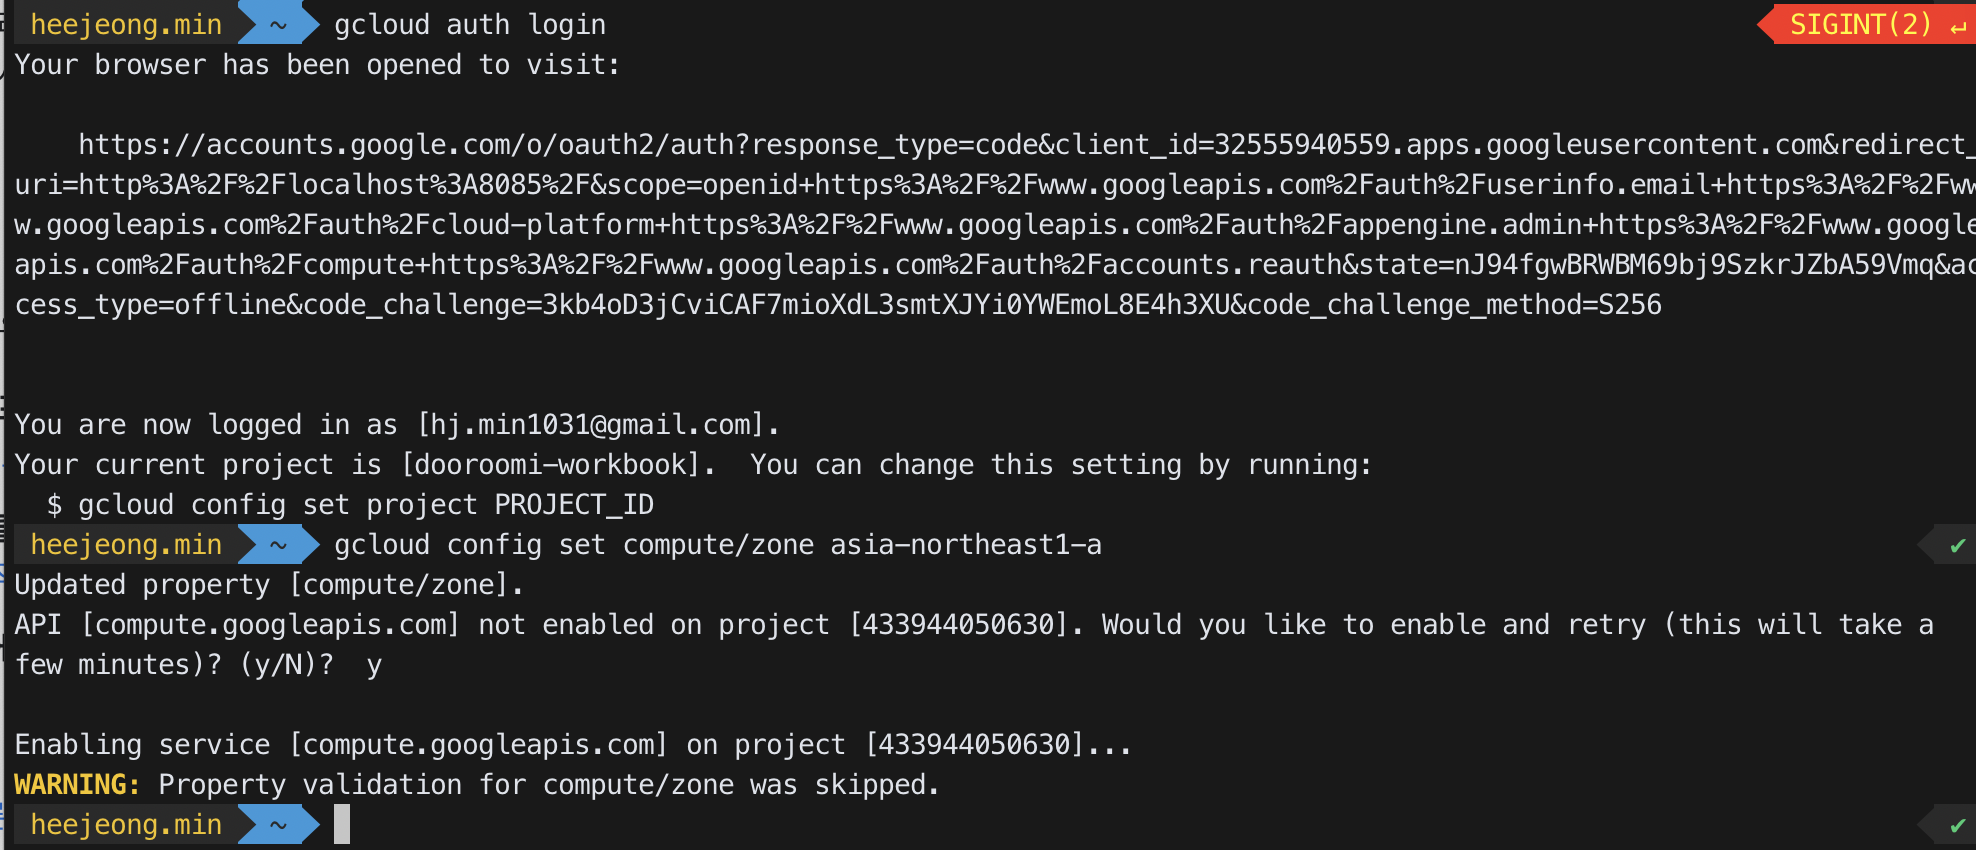 heejeong.min ~ gcloud auth login SIGINT(2) ↵
Your browser has been opened to visit:
https://accounts.google.com/o/oauth2/auth?response_type=code&client_id=32555940559.apps.googleusercontent.com&redirect_
uri=http%3A%2F%2Flocalhost%3A8085%2F&scope=openid+https%3A%2F%2Fwww.googleapis.com%2Fauth%2Fuserinfo.email+https%3A%2F%2Fww
w.googleapis.com%2Fauth%2Fcloud-platform+https%3A%2F%2Fwww.googleapis.com%2Fauth%2Fappengine.admin+https%3A%2F%2Fwww.google
apis.com%2Fauth%2Fcompute+https%3A%2F%2Fwww.googleapis.com%2Fauth%2Faccounts.reauth&state=nJ94fgwBRWBM69bj9SzkrJZbA59Vmq&ac
cess_type=offline&code_challenge=3kb4oD3jCviCAF7mioXdL3smtXJYi0YWEmoL8E4h3XU&code_challenge_method=S256
You are now logged in as [hj.min1031@gmail.com].
Your current project is [dooroomi-workbook].  You can change this setting by running:
$ gcloud config set project PROJECT_ID
heejeong.min ~ gcloud config set compute/zone asia-northeast1-a ✔
Updated property [compute/zone].
API [compute.googleapis.com] not enabled on project [433944050630]. Would you like to enable and retry (this will take a
few minutes)? (y/N)?  y
Enabling service [compute.googleapis.com] on project [433944050630]...
WARNING: Property validation for compute/zone was skipped.
heejeong.min ~ ✔